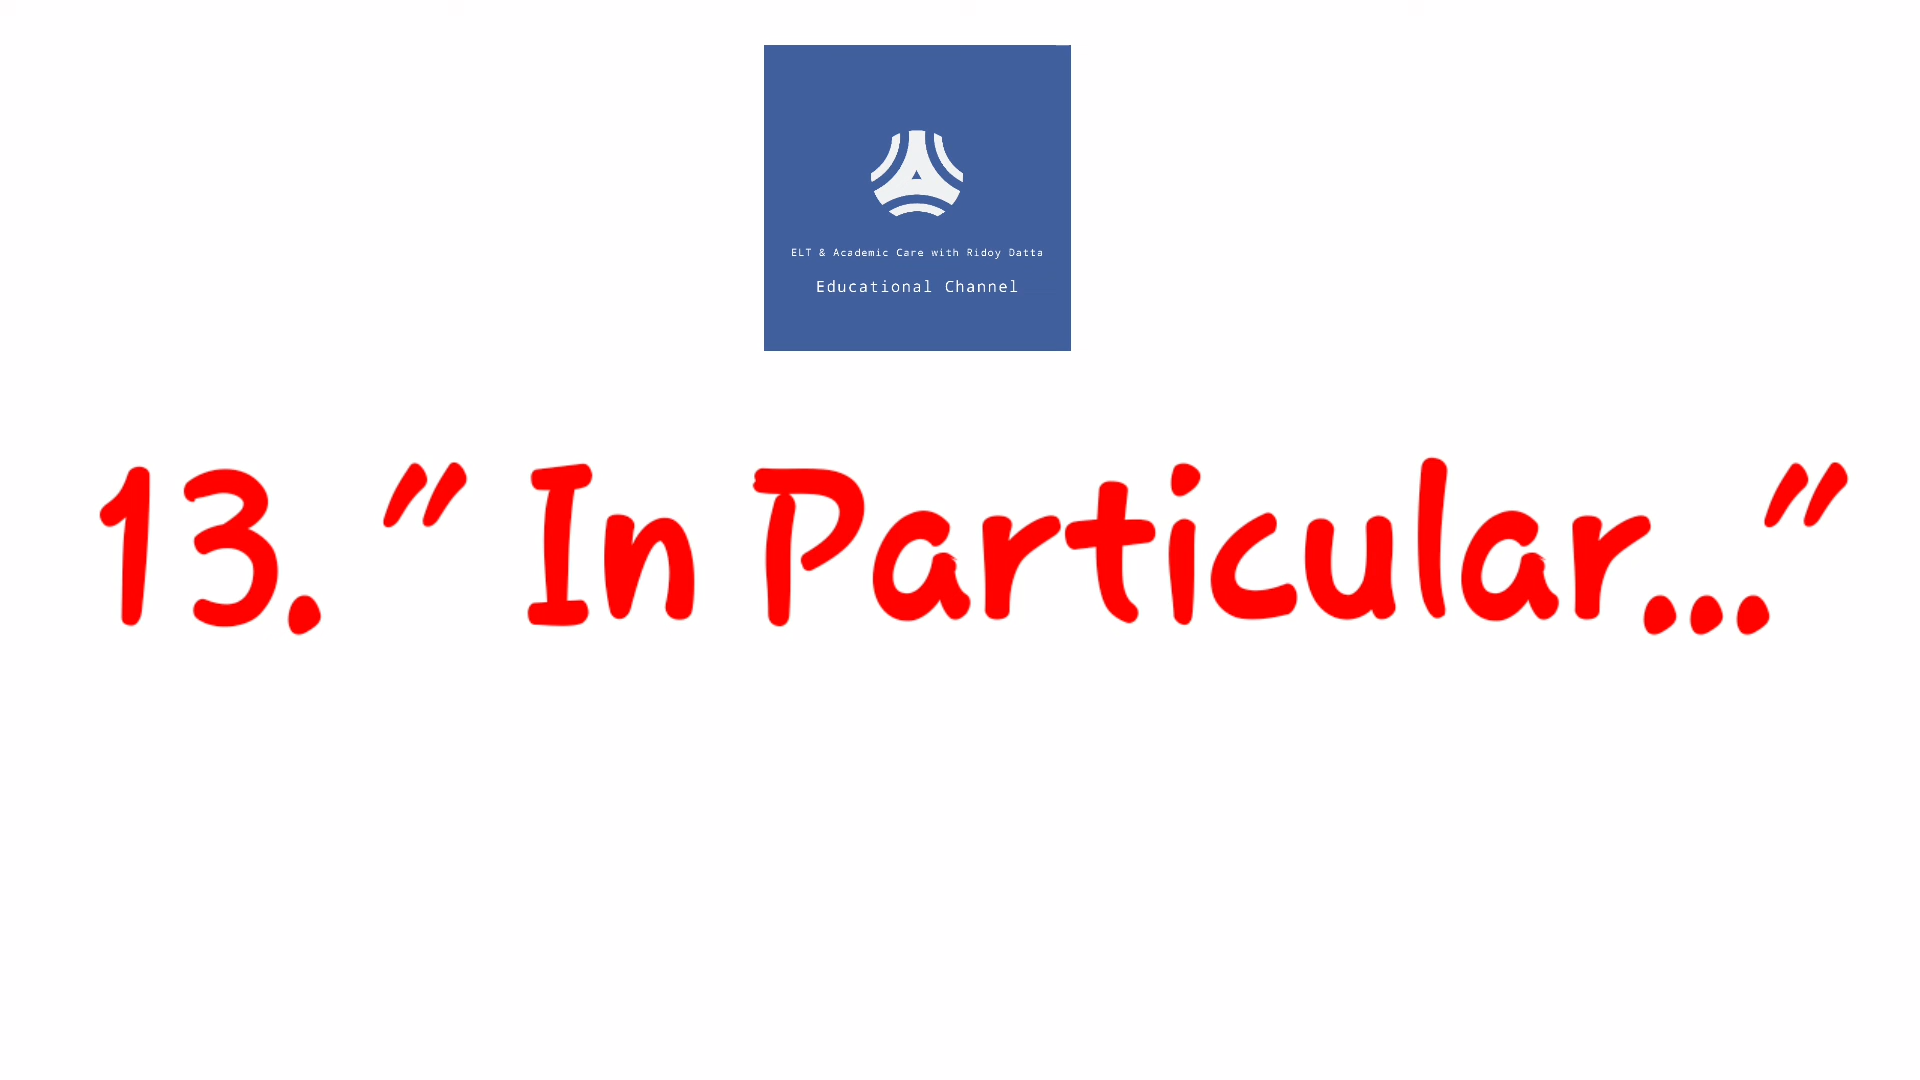 ELT & Academic Care with Ridoy Datta
Educational Channel
13. " In Particular..."